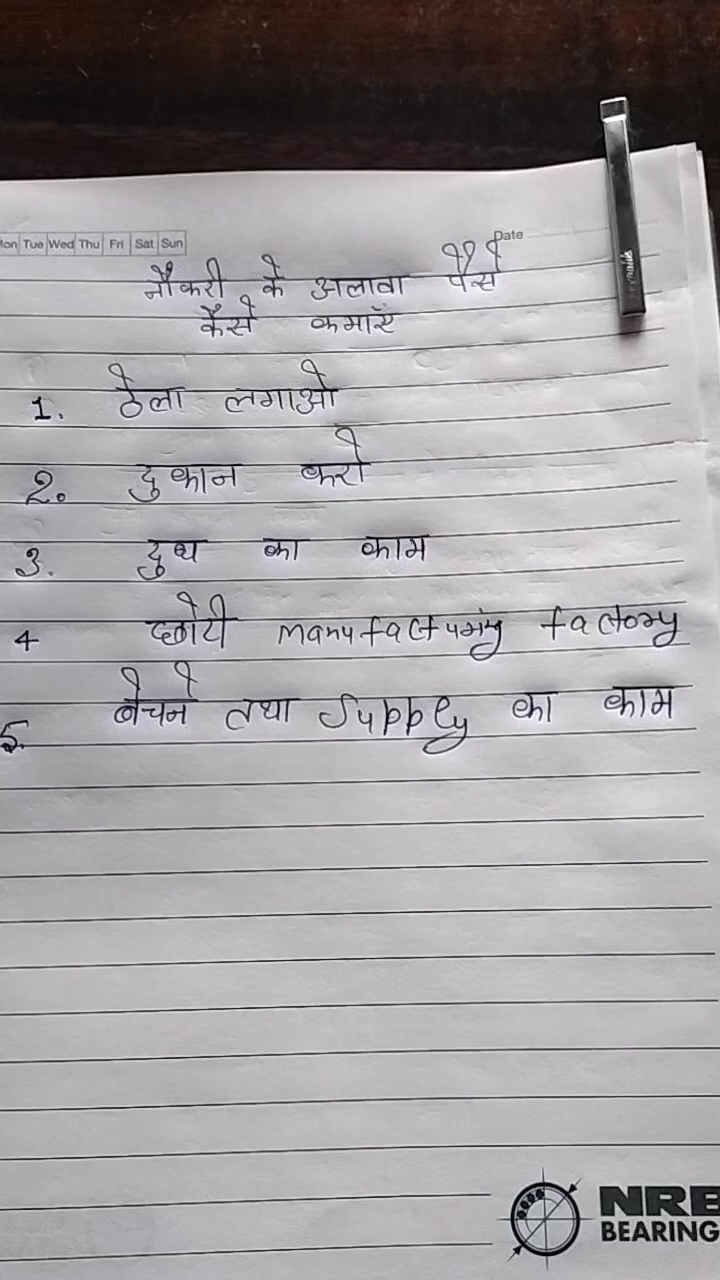 Mon Tue Wed Thu Fri Sat Sun
Date
नौकरी के अलावा पैसे
कैसे कमाएं
1. ठेला लगाओ
2. दुकान करो
3. दुध का काम
4 छोटी manufacturing factory
5. बेचने तथा Supply का काम
NRB
BEARING